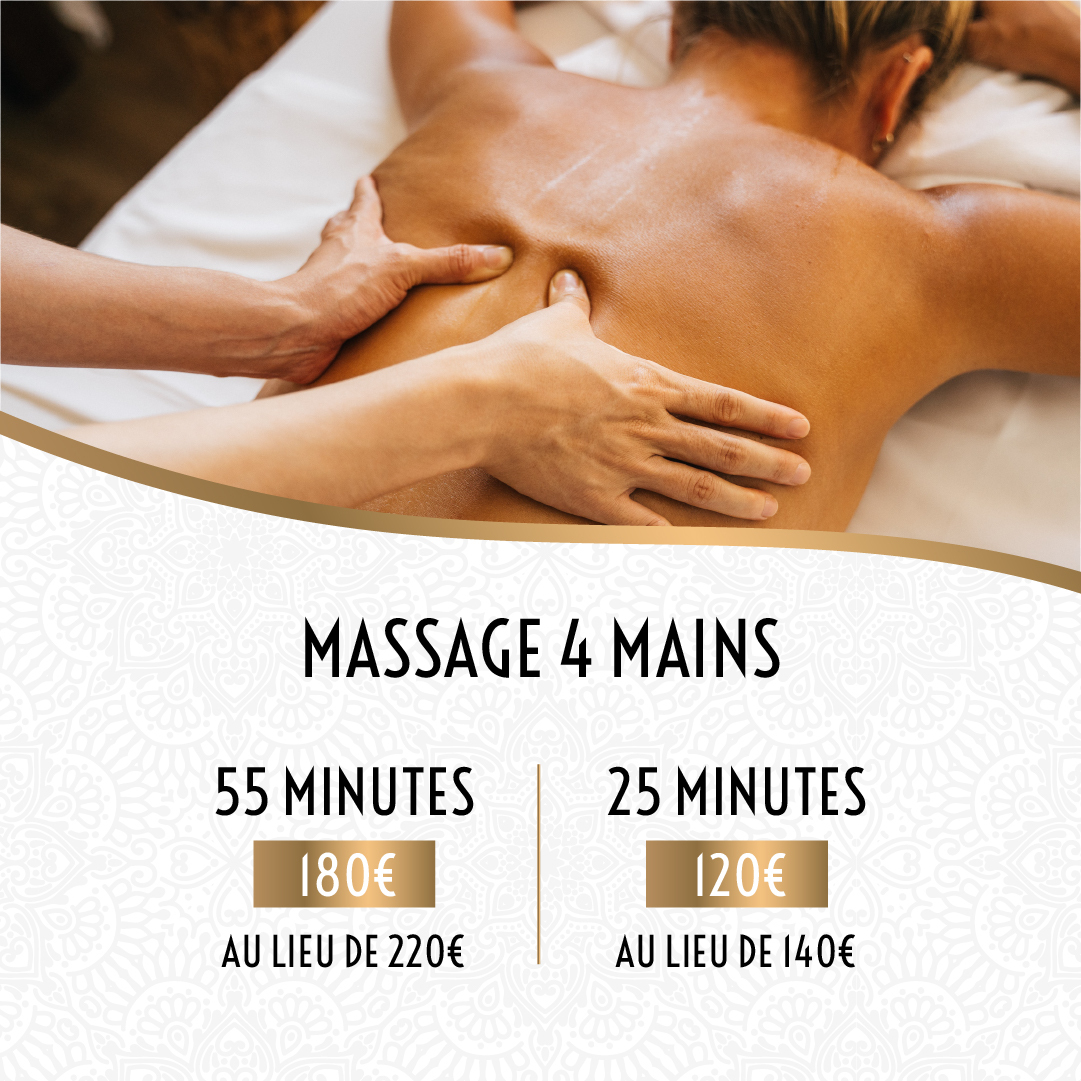 MASSAGE 4 MAINS
55 MINUTES
180€
AU LIEU DE 220€
25 MINUTES
120€
AU LIEU DE 140€